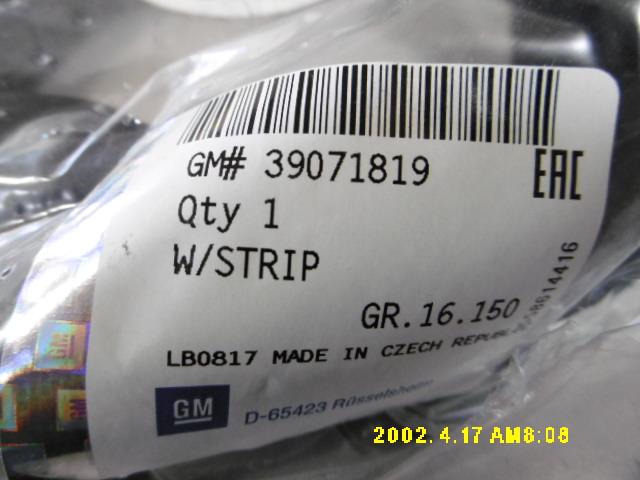 GM# 39071819
EAC
Qty 1
W/STRIP
GR.16.150
LB0817 MADE IN CZECH REPUBLIC
GM
D-65423 Rüsselsheim
2002. 4.17 AM8:08